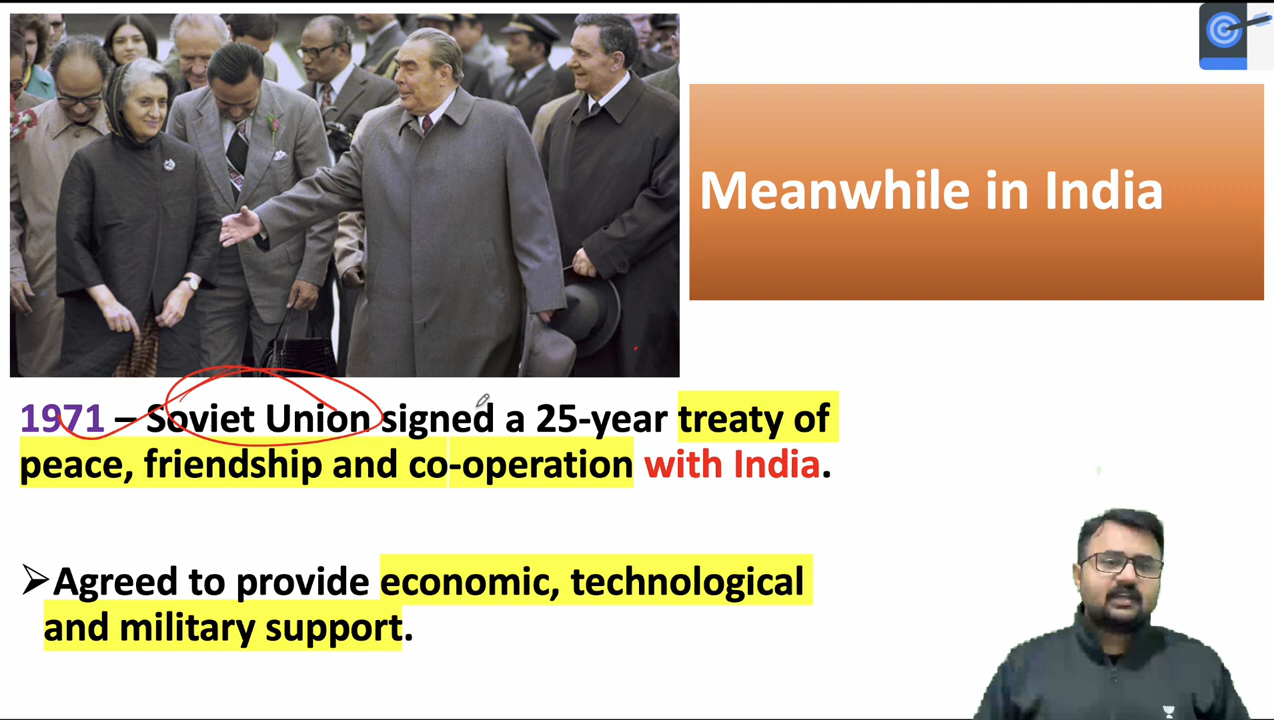 Meanwhile in India
1971 – Soviet Union signed a 25-year treaty of
peace, friendship and co-operation with India.
➢Agreed to provide economic, technological
and military support.